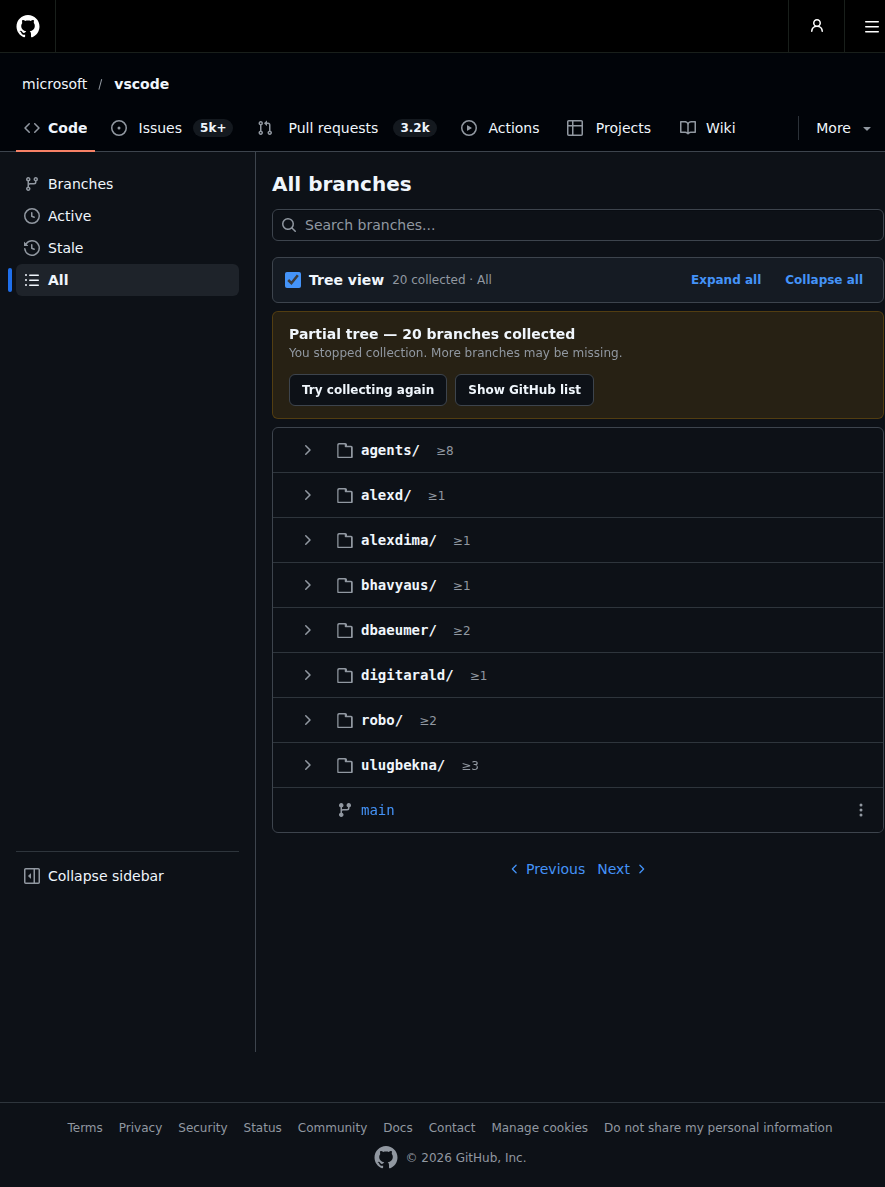 microsoft / vscode
Code Issues 5k+ Pull requests 3.2k Actions Projects Wiki More
Branches
Active
Stale
All
Collapse sidebar
All branches
Search branches...
Tree view 20 collected · All Expand all Collapse all
Partial tree — 20 branches collected
You stopped collection. More branches may be missing.
Try collecting again Show GitHub list
agents/ ≥8
alexd/ ≥1
alexdima/ ≥1
bhavyaus/ ≥1
dbaeumer/ ≥2
digitarald/ ≥1
robo/ ≥2
ulugbekna/ ≥3
main
Previous Next
Terms Privacy Security Status Community Docs Contact Manage cookies Do not share my personal information
© 2026 GitHub, Inc.